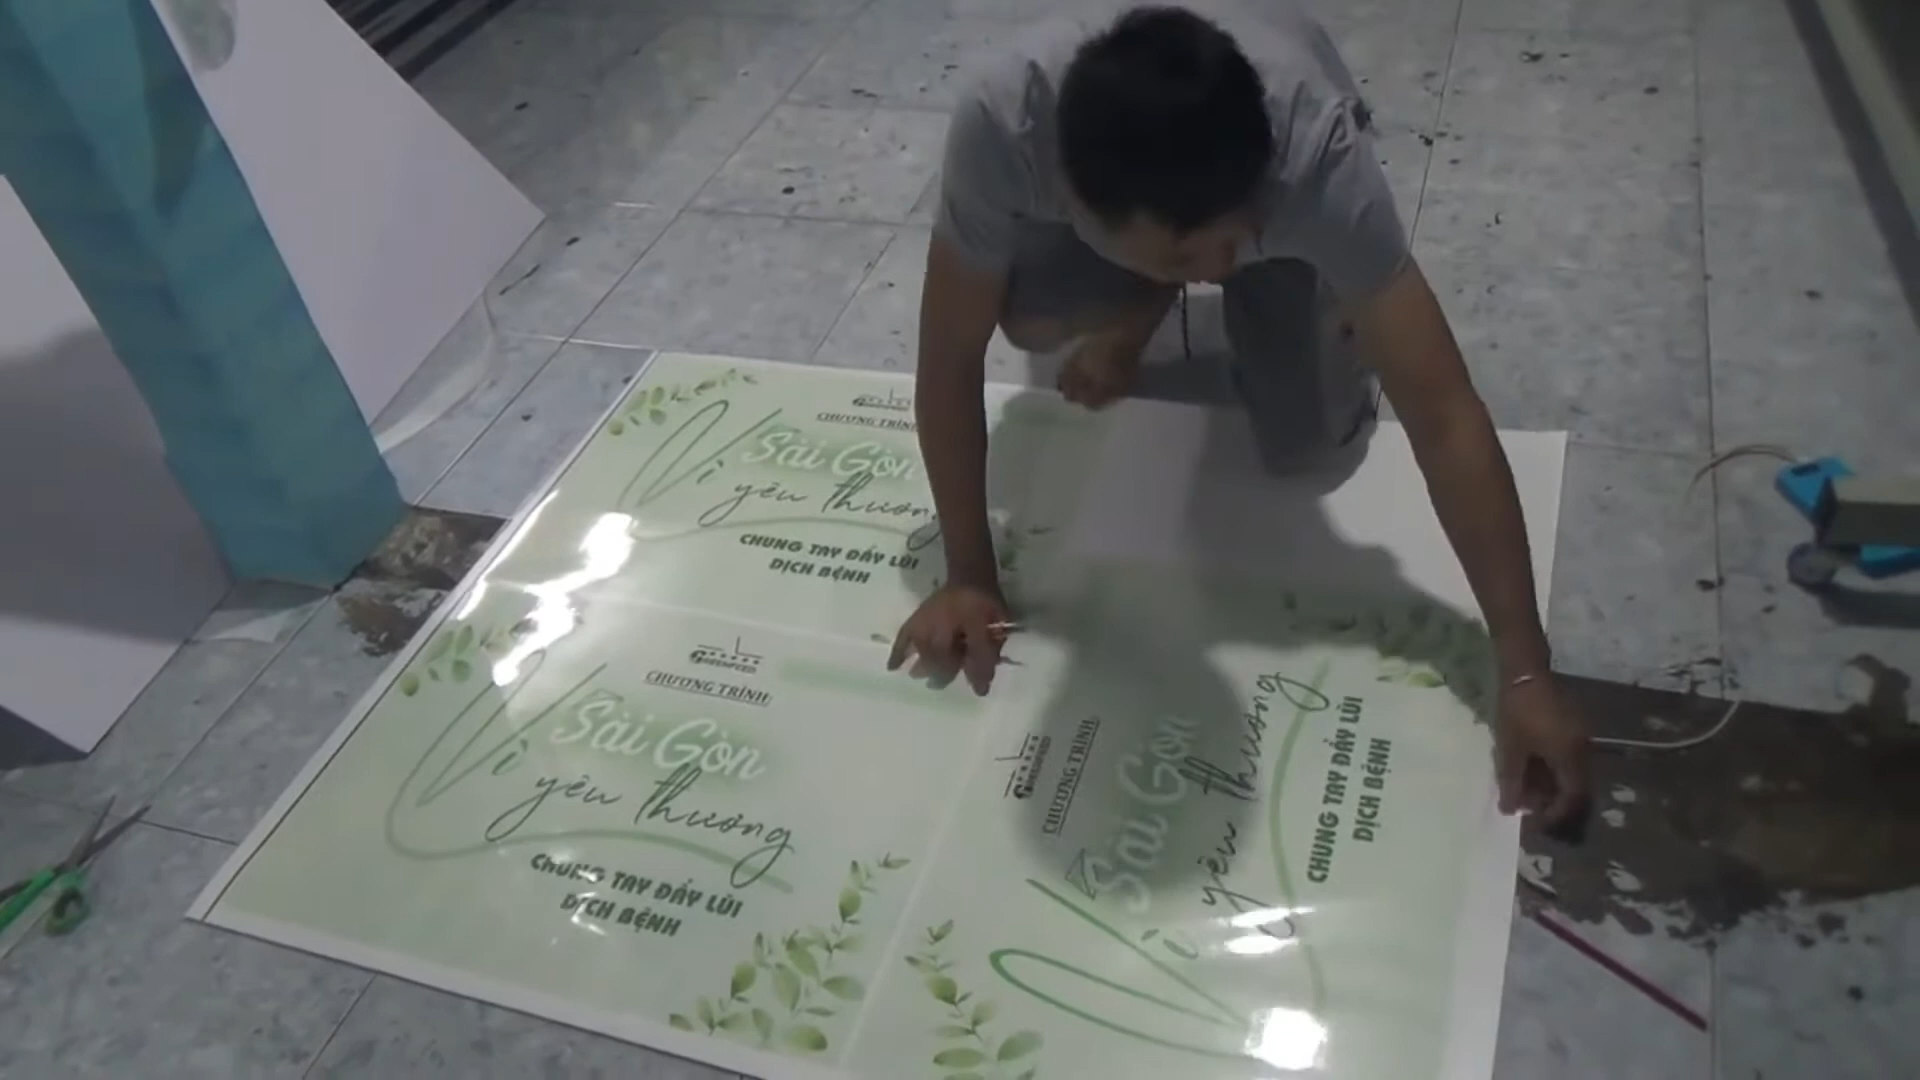 CHƯƠNG TRÌNH
Vì Sài Gòn
yêu thương
CHUNG TAY ĐẨY LÙI
DỊCH BỆNH
GREENFEED
CHƯƠNG TRÌNH
Vì Sài Gòn
yêu thương
CHUNG TAY ĐẨY LÙI
DỊCH BỆNH
GREENFEED
CHƯƠNG TRÌNH
Vì Sài Gòn
yêu thương
CHUNG TAY ĐẨY LÙI
DỊCH BỆNH